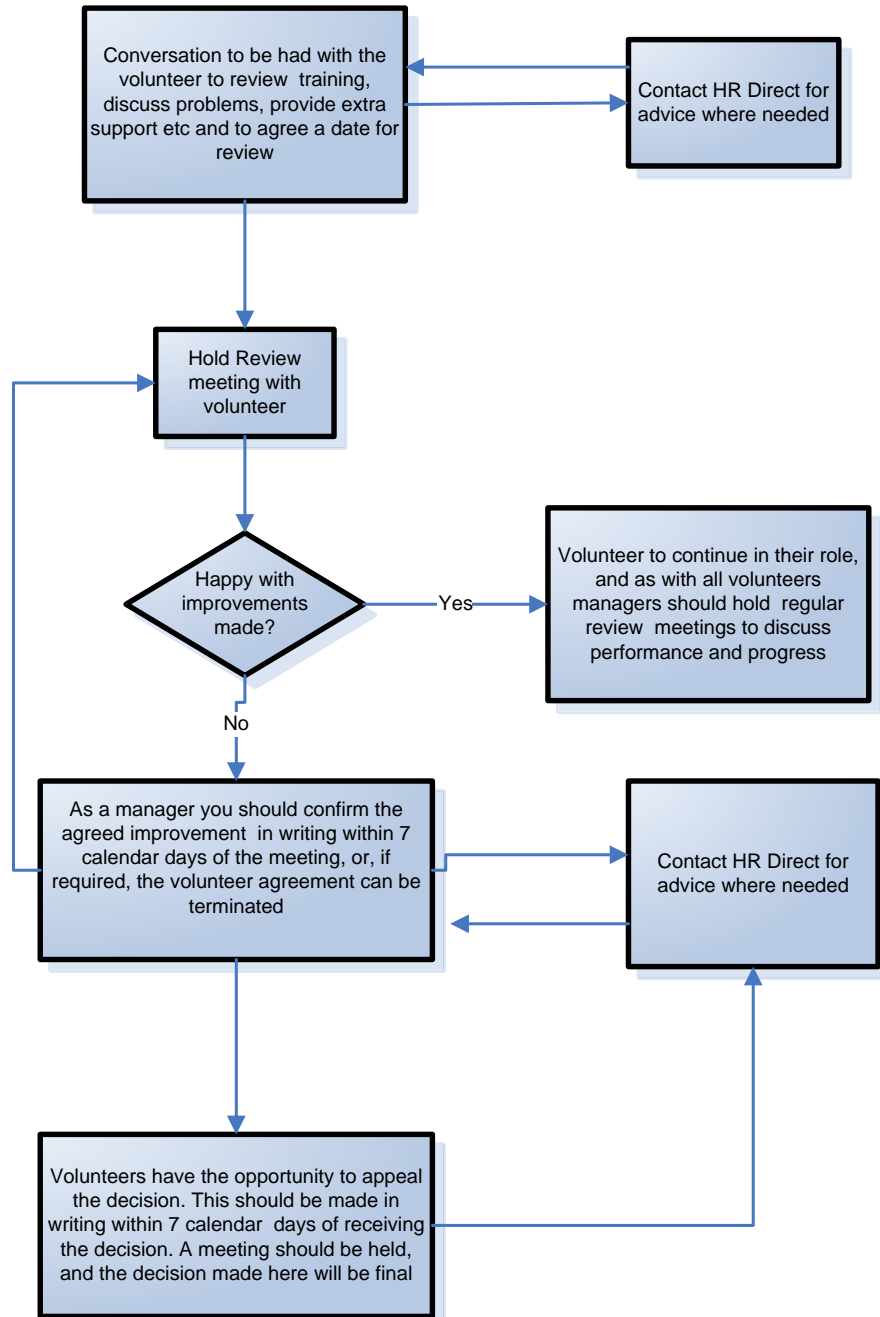 Conversation to be had with the
volunteer to review training,
discuss problems, provide extra
support etc and to agree a date for
review
Contact HR Direct for
advice where needed
Hold Review
meeting with
volunteer
Happy with
improvements
made?
Yes
Volunteer to continue in their role,
and as with all volunteers
managers should hold regular
review meetings to discuss
performance and progress
No
As a manager you should confirm the
agreed improvement in writing within 7
calendar days of the meeting, or, if
required, the volunteer agreement can be
terminated
Contact HR Direct for
advice where needed
Volunteers have the opportunity to appeal
the decision. This should be made in
writing within 7 calendar days of receiving
the decision. A meeting should be held,
and the decision made here will be final